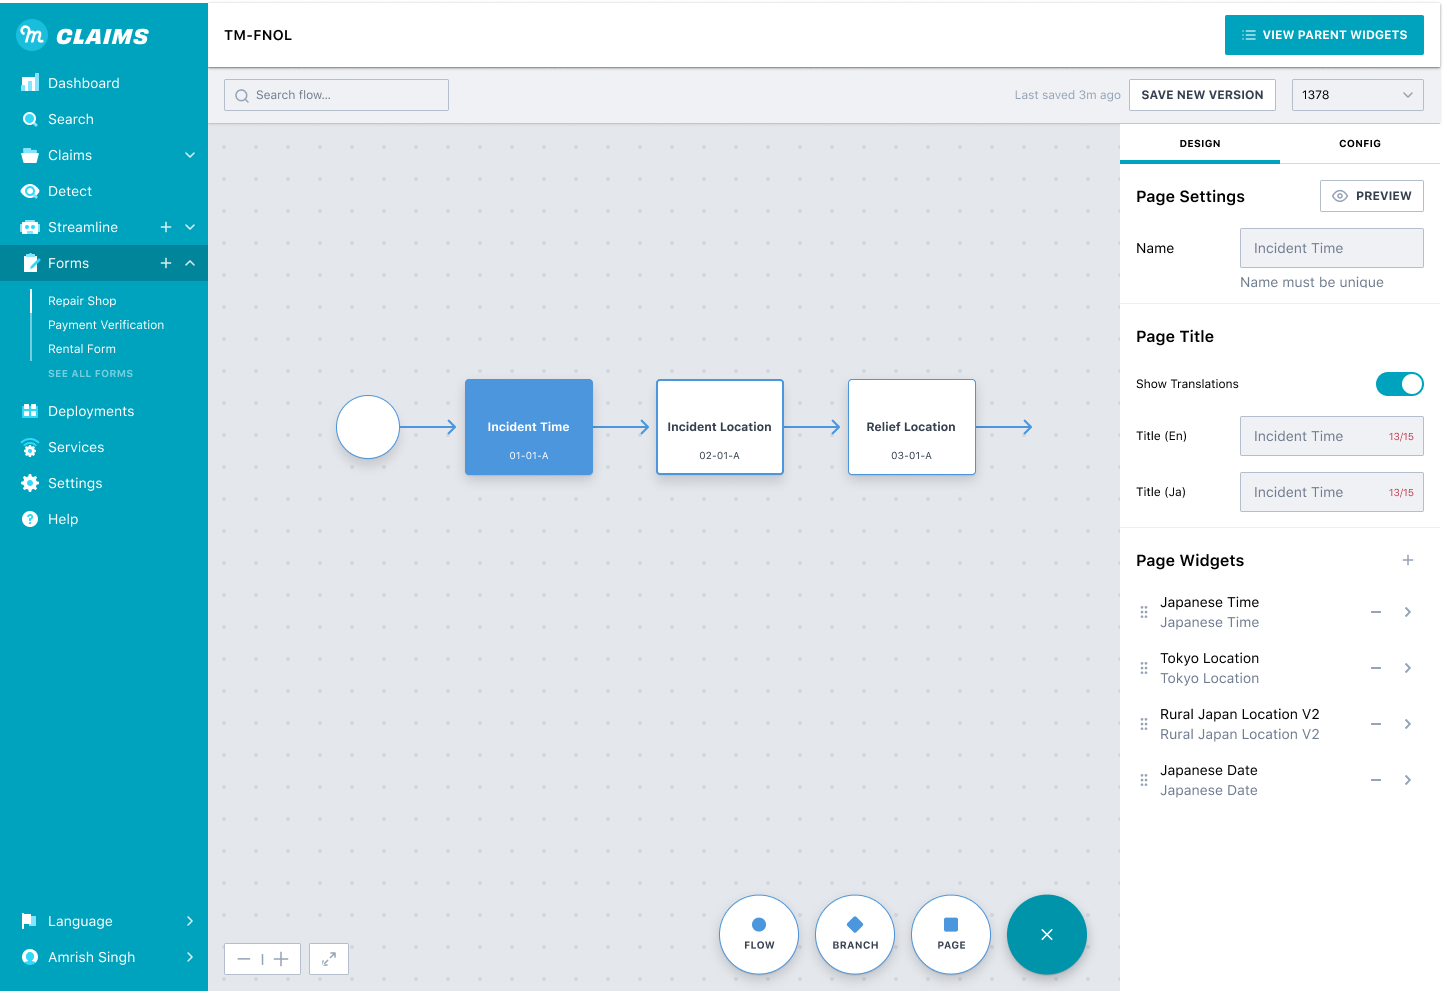 m CLAIMS
Dashboard
Search
Claims
Detect
Streamline
Forms
Repair Shop
Payment Verification
Rental Form
SEE ALL FORMS
Deployments
Services
Settings
Help
Language
Amrish Singh
TM-FNOL
VIEW PARENT WIDGETS
Search flow...
Last saved 3m ago
SAVE NEW VERSION
1378
Incident Time
01-01-A
Incident Location
02-01-A
Relief Location
03-01-A
FLOW
BRANCH
PAGE
DESIGN
CONFIG
Page Settings
PREVIEW
Name
Incident Time
Name must be unique
Page Title
Show Translations
Title (En)
Incident Time
13/15
Title (Ja)
Incident Time
13/15
Page Widgets
Japanese Time
Japanese Time
Tokyo Location
Tokyo Location
Rural Japan Location V2
Rural Japan Location V2
Japanese Date
Japanese Date